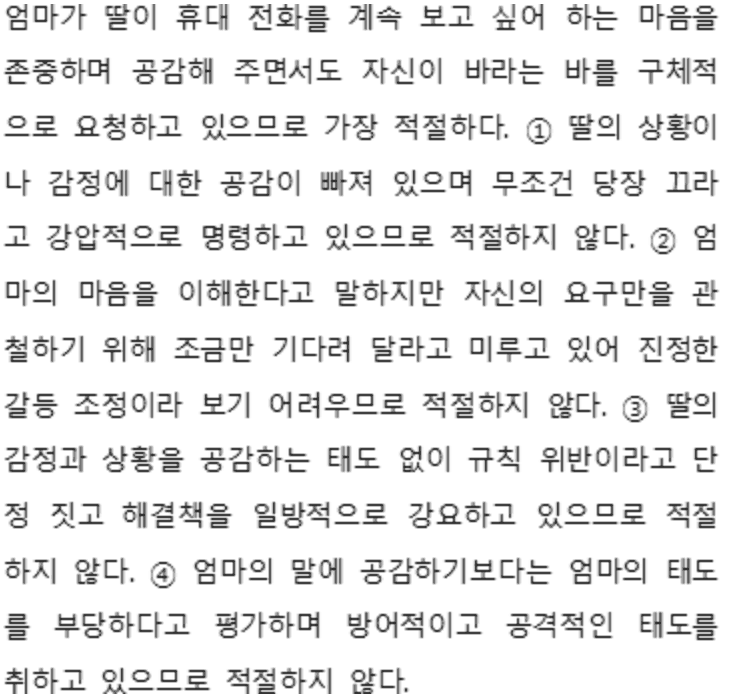 엄마가 딸이 휴대 전화를 계속 보고 싶어 하는 마음을
존중하며 공감해 주면서도 자신이 바라는 바를 구체적
으로 요청하고 있으므로 가장 적절하다. ① 딸의 상황이
나 감정에 대한 공감이 빠져 있으며 무조건 당장 끄라
고 강압적으로 명령하고 있으므로 적절하지 않다. ② 엄
마의 마음을 이해한다고 말하지만 자신의 요구만을 관
철하기 위해 조금만 기다려 달라고 미루고 있어 진정한
갈등 조정이라 보기 어려우므로 적절하지 않다. ③ 딸의
감정과 상황을 공감하는 태도 없이 규칙 위반이라고 단
정 짓고 해결책을 일방적으로 강요하고 있으므로 적절
하지 않다. ④ 엄마의 말에 공감하기보다는 엄마의 태도
를 부당하다고 평가하며 방어적이고 공격적인 태도를
취하고 있으므로 적절하지 않다.